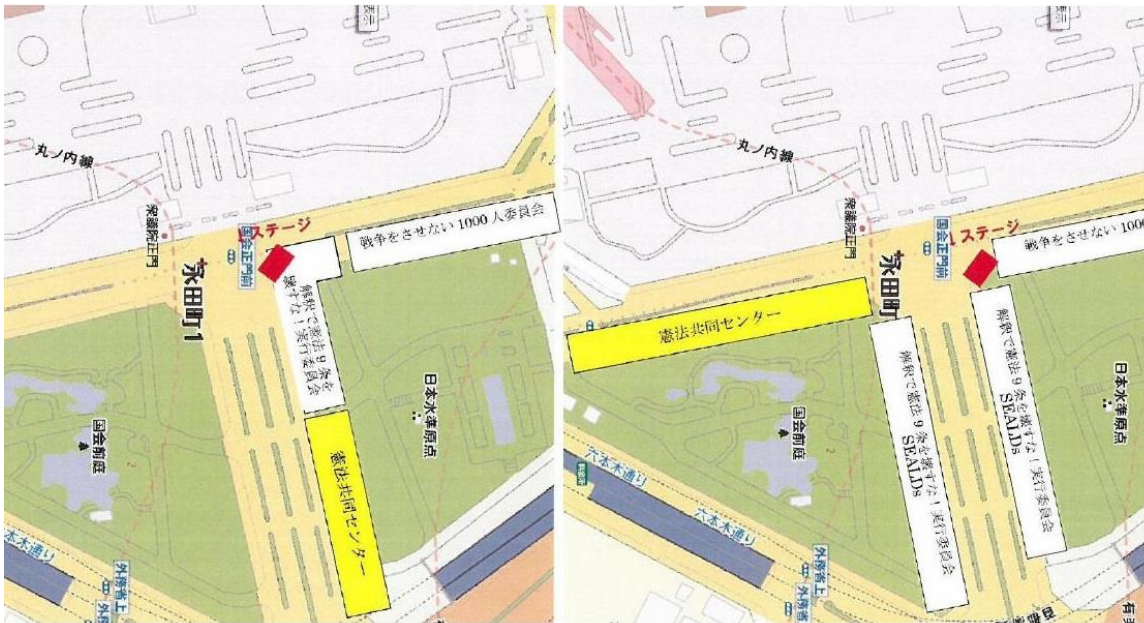 表示
丸ノ内線
衆議院正門
国会正門前
ステージ
戦争をさせない1000人委員会
解釈で憲法9条を
壊すな!実行委員会
憲法共同センター
永田町1
日本水準原点
国会前庭
六本木通り
外務省上
外務
表示
丸ノ内線
衆議院正門
国会正門前
ステージ
戦争をさせない1000
憲法共同センター
永田町
解釈で憲法9条を壊すな!実行委員会
SEALDs
解釈で憲法9条を壊すな!実行委員会
SEALDs
日本水準原点
国会前庭
六本木通り
六本木通り
外務省上
外務